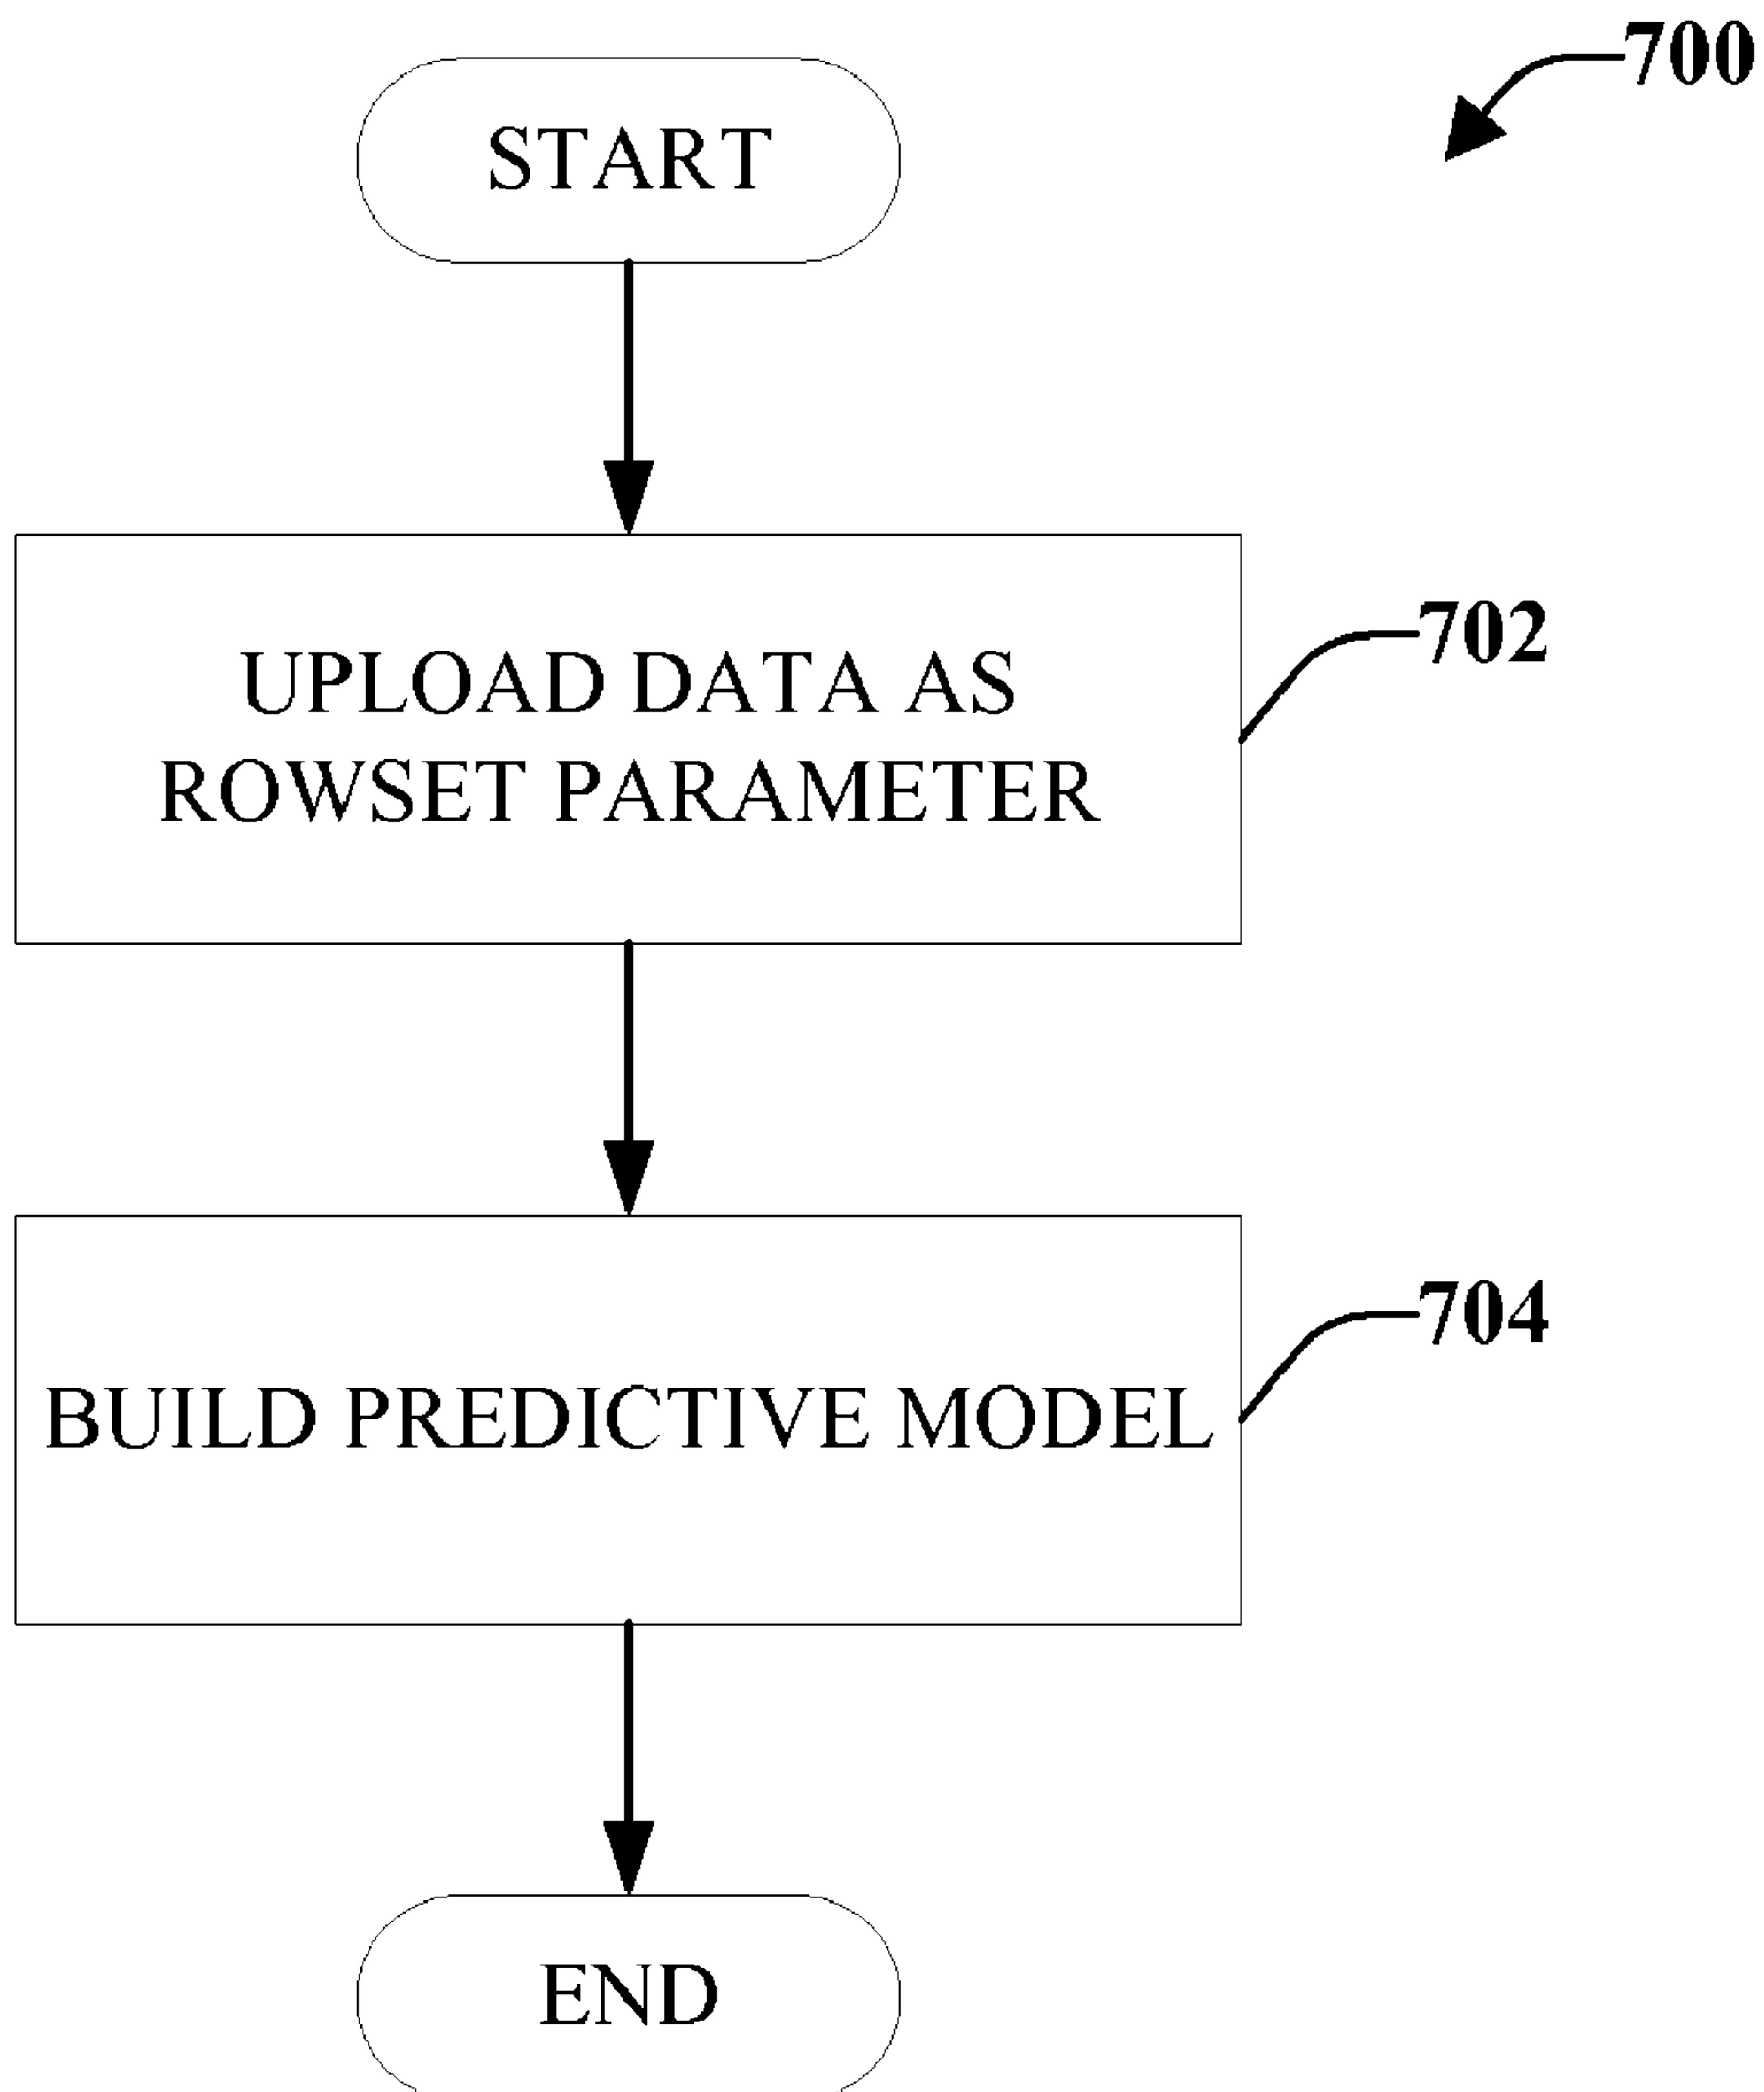 700
START
UPLOAD DATA AS
ROWSET PARAMETER
702
BUILD PREDICTIVE MODEL
704
END